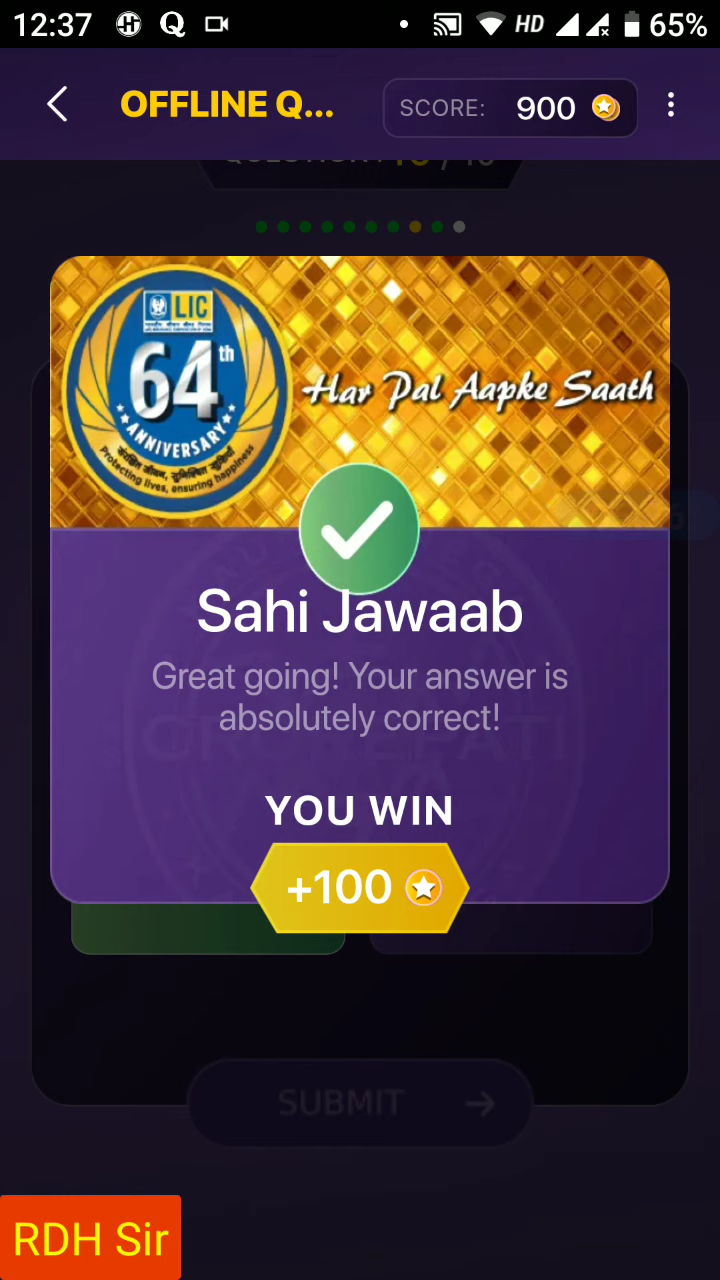 12:37
HD
65%
OFFLINE Q...
SCORE: 900
LIC
64th
ANNIVERSARY
Protecting lives, ensuring happiness
Har Pal Aapke Saath
Sahi Jawaab
Great going! Your answer is
absolutely correct!
YOU WIN
+100
SUBMIT
RDH Sir